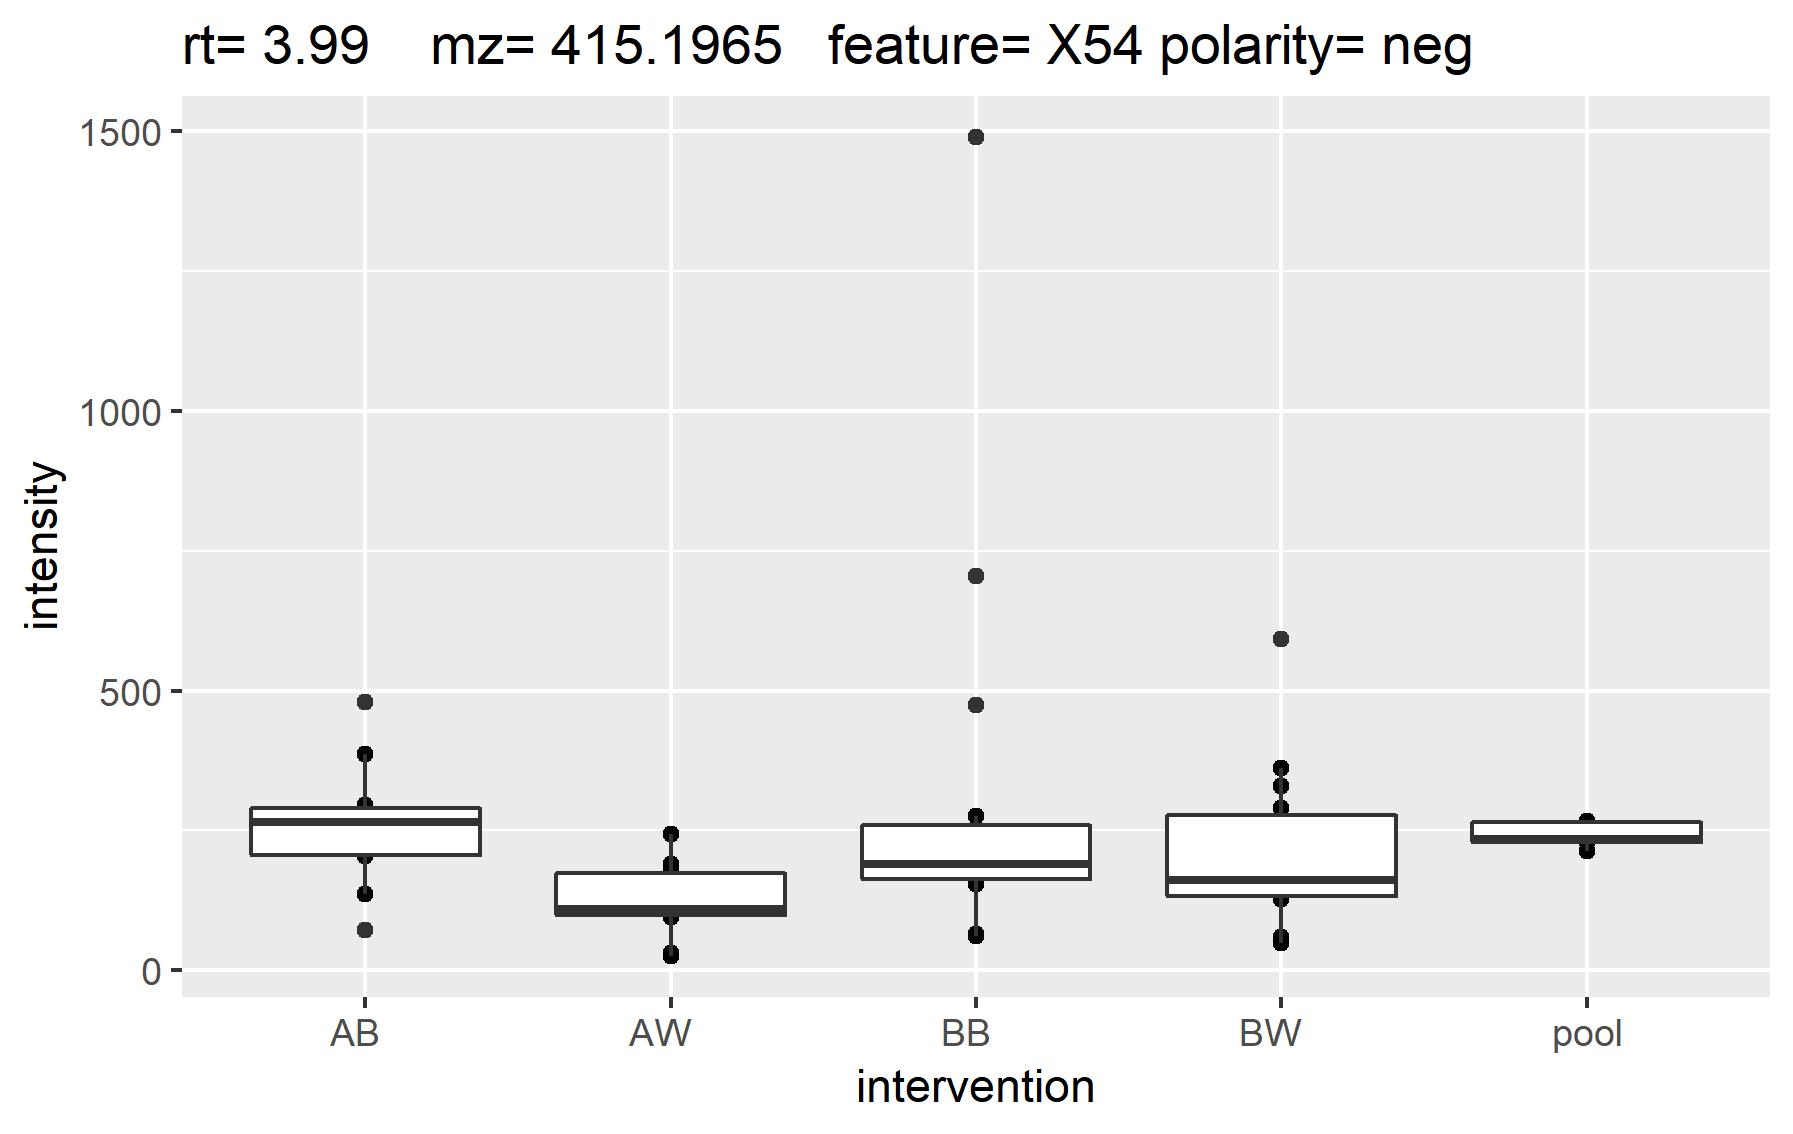 rt= 3.99    mz= 415.1965   feature= X54 polarity= neg
1500
1000
500
0
intensity
AB AW BB BW pool
intervention